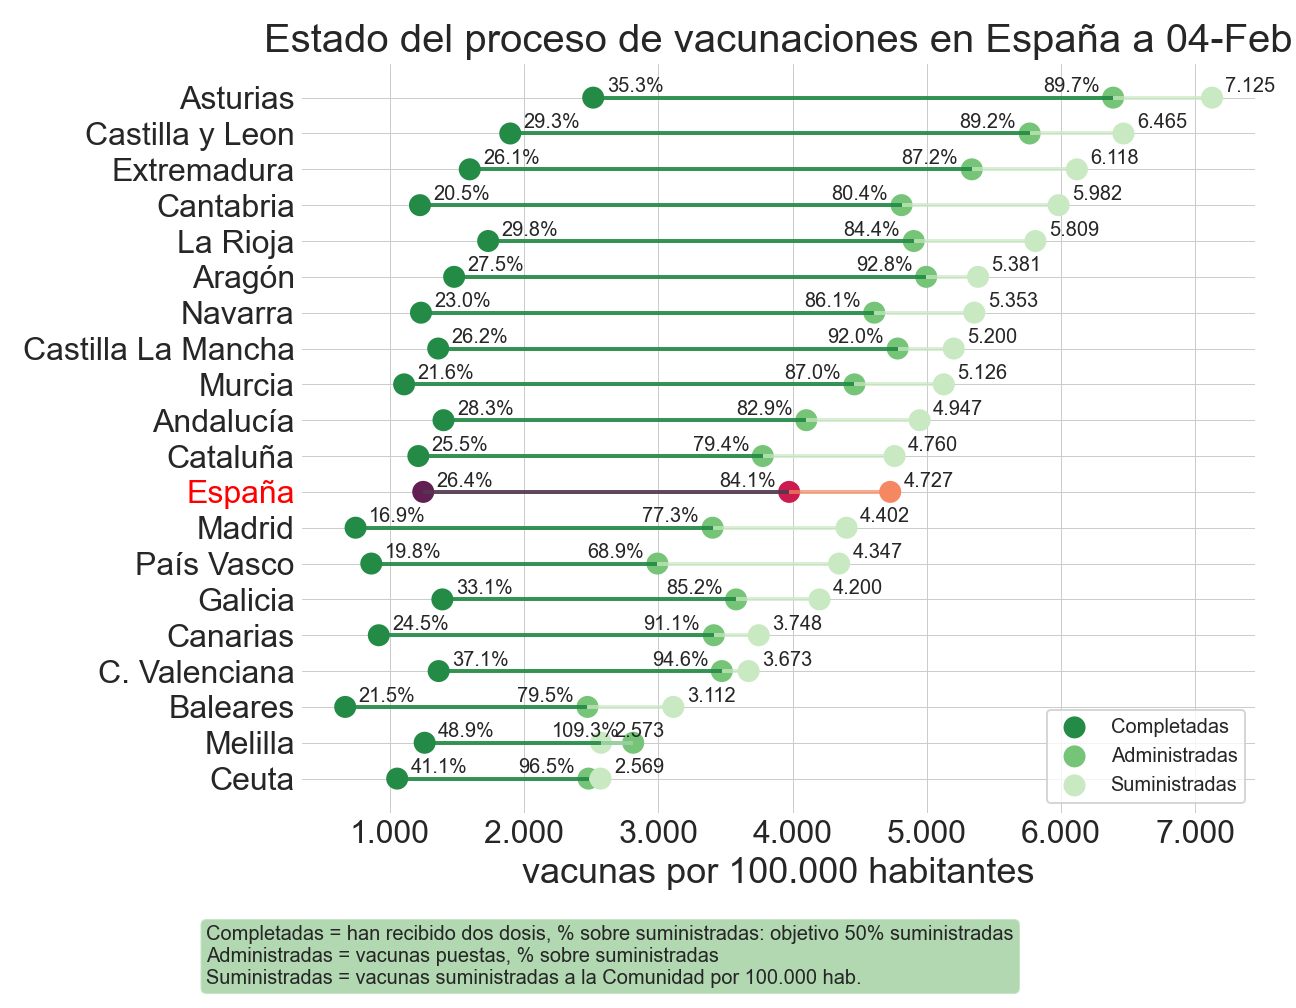 Estado del proceso de vacunaciones en España a 04-Feb
Asturias 35.3% 89.7% 7.125
Castilla y Leon 29.3% 89.2% 6.465
Extremadura 26.1% 87.2% 6.118
Cantabria 20.5% 80.4% 5.982
La Rioja 29.8% 84.4% 5.809
Aragón 27.5% 92.8% 5.381
Navarra 23.0% 86.1% 5.353
Castilla La Mancha 26.2% 92.0% 5.200
Murcia 21.6% 87.0% 5.126
Andalucía 28.3% 82.9% 4.947
Cataluña 25.5% 79.4% 4.760
España 26.4% 84.1% 4.727
Madrid 16.9% 77.3% 4.402
País Vasco 19.8% 68.9% 4.347
Galicia 33.1% 85.2% 4.200
Canarias 24.5% 91.1% 3.748
C. Valenciana 37.1% 94.6% 3.673
Baleares 21.5% 79.5% 3.112
Melilla 48.9% 109.3% 2.573
Ceuta 41.1% 96.5% 2.569
Completadas
Administradas
Suministradas
1.000 2.000 3.000 4.000 5.000 6.000 7.000
vacunas por 100.000 habitantes
Completadas = han recibido dos dosis, % sobre suministradas: objetivo 50% suministradas
Administradas = vacunas puestas, % sobre suministradas
Suministradas = vacunas suministradas a la Comunidad por 100.000 hab.